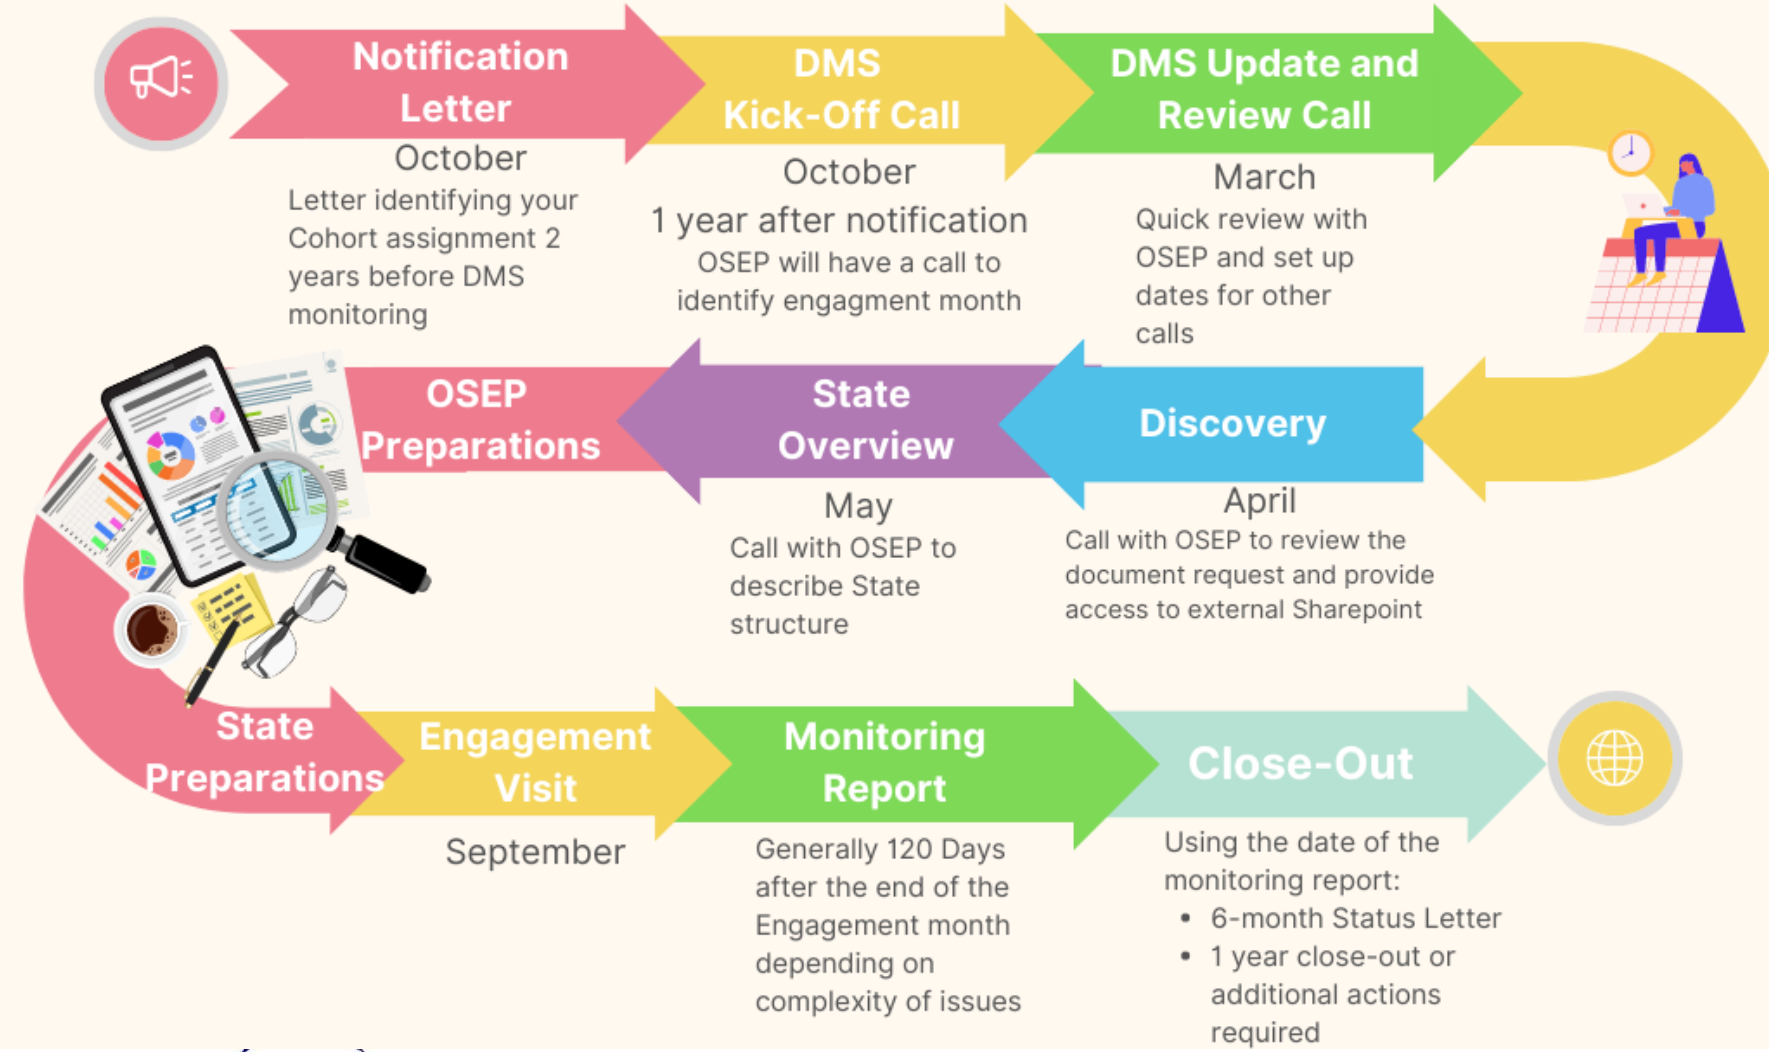 Notification
Letter
October
Letter identifying your
Cohort assignment 2
years before DMS
monitoring
DMS
Kick-Off Call
October
1 year after notification
OSEP will have a call to
identify engagment month
DMS Update and
Review Call
March
Quick review with
OSEP and set up
dates for other
calls
Discovery
April
Call with OSEP to review the
document request and provide
access to external Sharepoint
State
Overview
May
Call with OSEP to
describe State
structure
OSEP
Preparations
State
Preparations
Engagement
Visit
September
Monitoring
Report
Generally 120 Days
after the end of the
Engagement month
depending on
complexity of issues
Close-Out
Using the date of the
monitoring report:
• 6-month Status Letter
• 1 year close-out or
additional actions
required